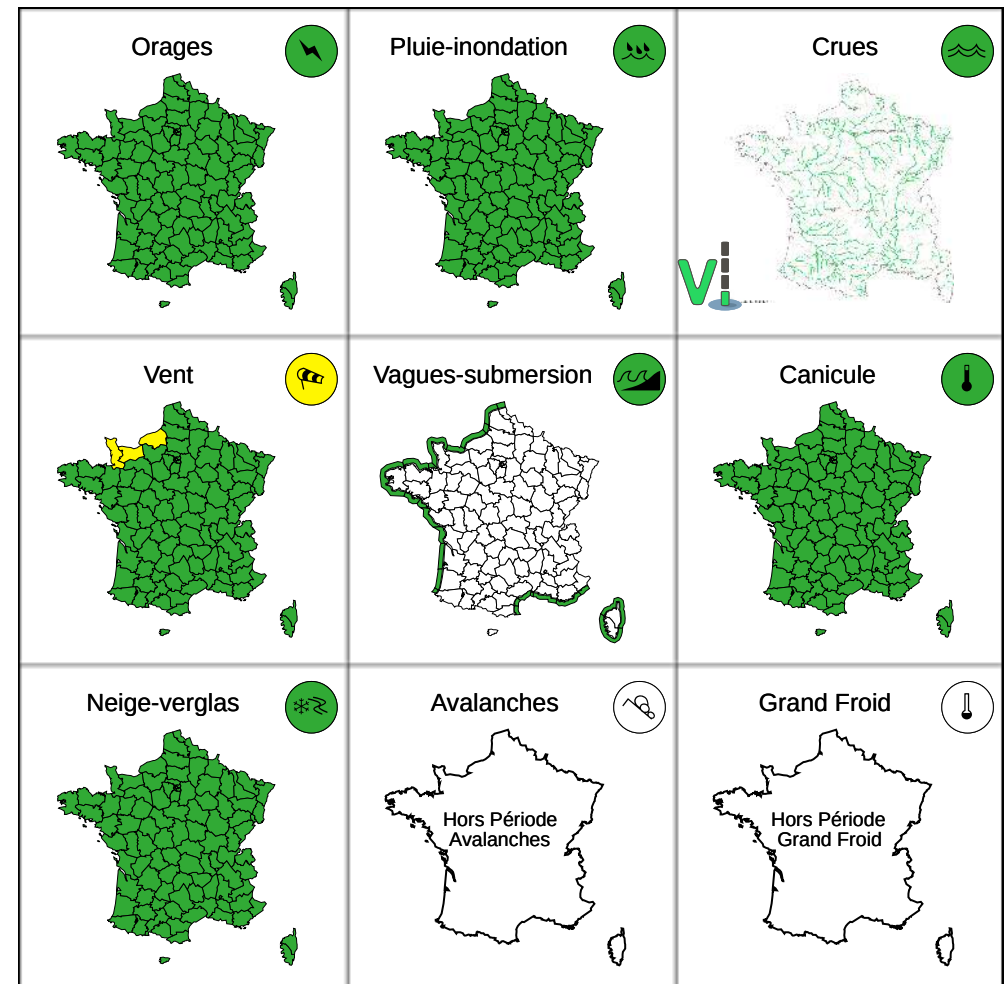 Orages
Pluie-inondation
Crues
Vi
Vent
Vagues-submersion
Canicule
Neige-verglas
Avalanches
Grand Froid
Hors Période
Avalanches
Hors Période
Grand Froid